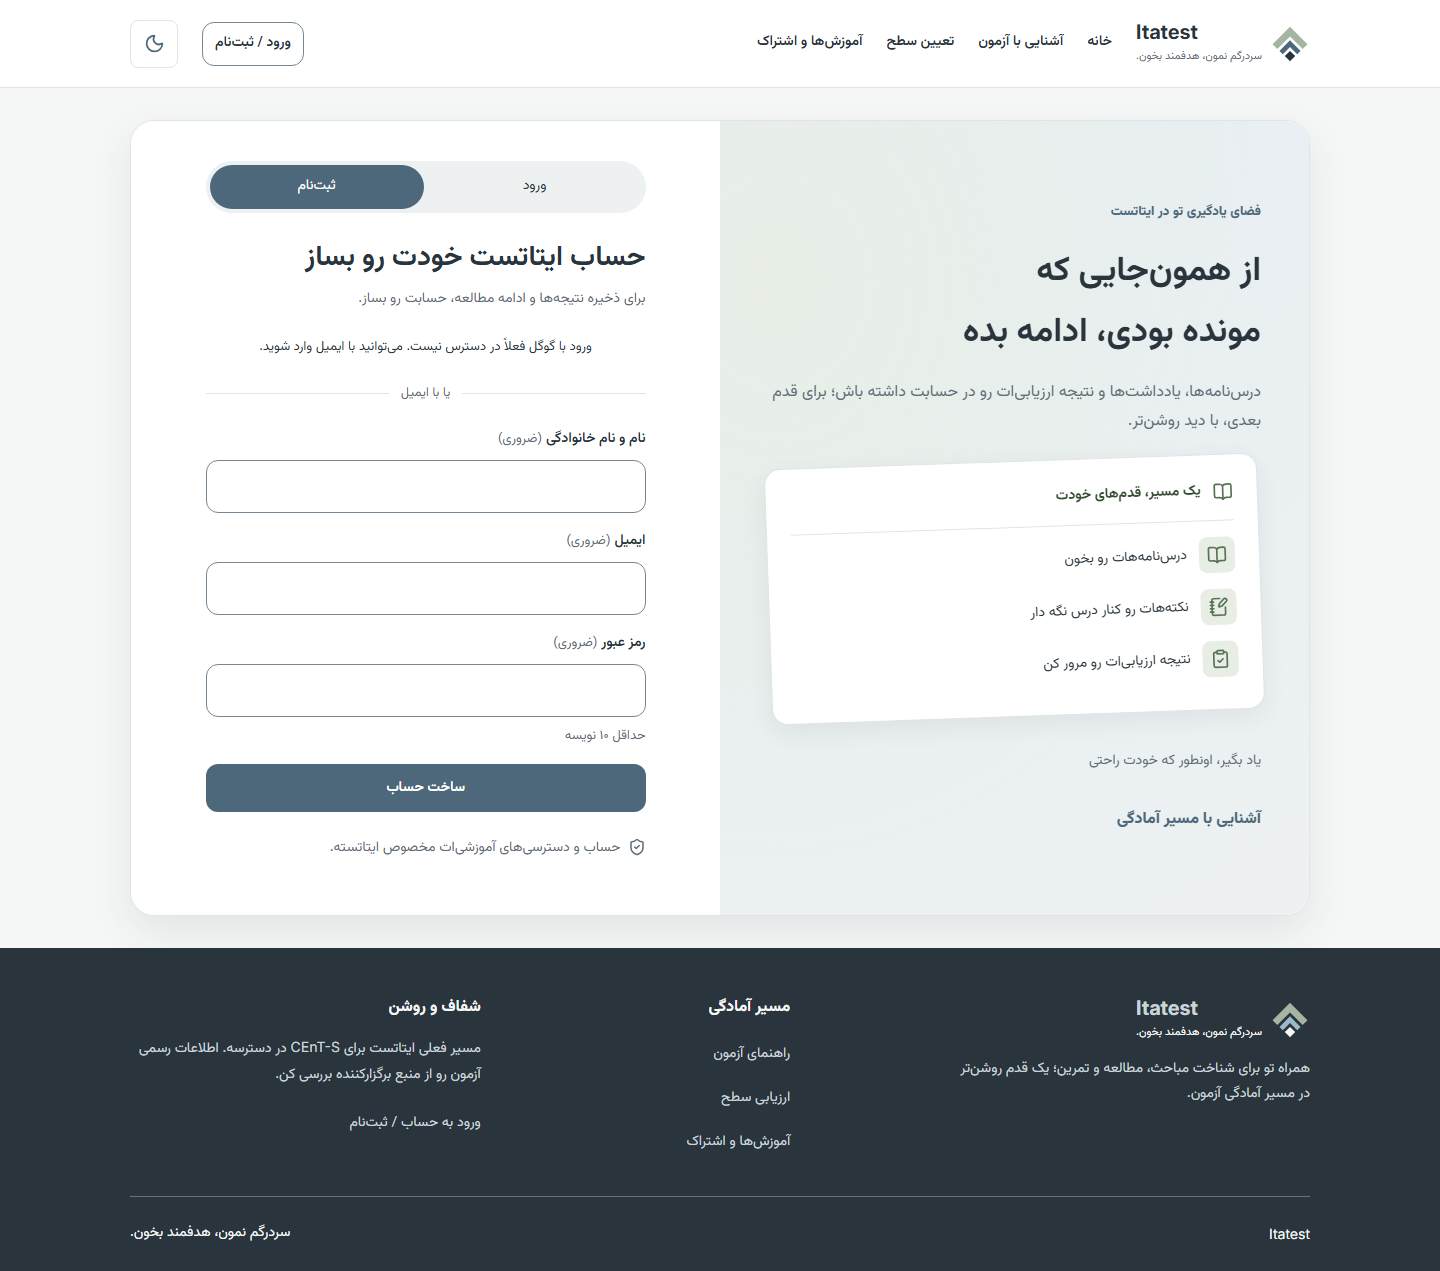 Itatest
سردرگم نمون، هدفمند بخون.
خانه
آشنایی با آزمون
تعیین سطح
آموزش‌ها و اشتراک
ورود / ثبت‌نام
فضای یادگیری تو در ایتاتست
از همون‌جایی که
مونده بودی، ادامه بده
درس‌نامه‌ها، یادداشت‌ها و نتیجه ارزیابی‌ات رو در حسابت داشته باش؛ برای قدم
بعدی، با دید روشن‌تر.
یک مسیر، قدم‌های خودت
درس‌نامه‌هات رو بخون
نکته‌هات رو کنار درس نگه دار
نتیجه ارزیابی‌ات رو مرور کن
یاد بگیر، اونطور که خودت راحتی
آشنایی با مسیر آمادگی
ورود
ثبت‌نام
حساب ایتاتست خودت رو بساز
برای ذخیره نتیجه‌ها و ادامه مطالعه، حسابت رو بساز.
ورود با گوگل فعلاً در دسترس نیست. می‌توانید با ایمیل وارد شوید.
یا با ایمیل
نام و نام خانوادگی (ضروری)
ایمیل (ضروری)
رمز عبور (ضروری)
حداقل ۱۰ نویسه
ساخت حساب
حساب و دسترسی‌های آموزشی‌ات مخصوص ایتاتسته.
Itatest
سردرگم نمون، هدفمند بخون.
همراه تو برای شناخت مباحث، مطالعه و تمرین؛ یک قدم روشن‌تر
در مسیر آمادگی آزمون.
مسیر آمادگی
راهنمای آزمون
ارزیابی سطح
آموزش‌ها و اشتراک
شفاف و روشن
مسیر فعلی ایتاتست برای CEnT-S در دسترسه. اطلاعات رسمی
آزمون رو از منبع برگزارکننده بررسی کن.
ورود به حساب / ثبت‌نام
Itatest
سردرگم نمون، هدفمند بخون.